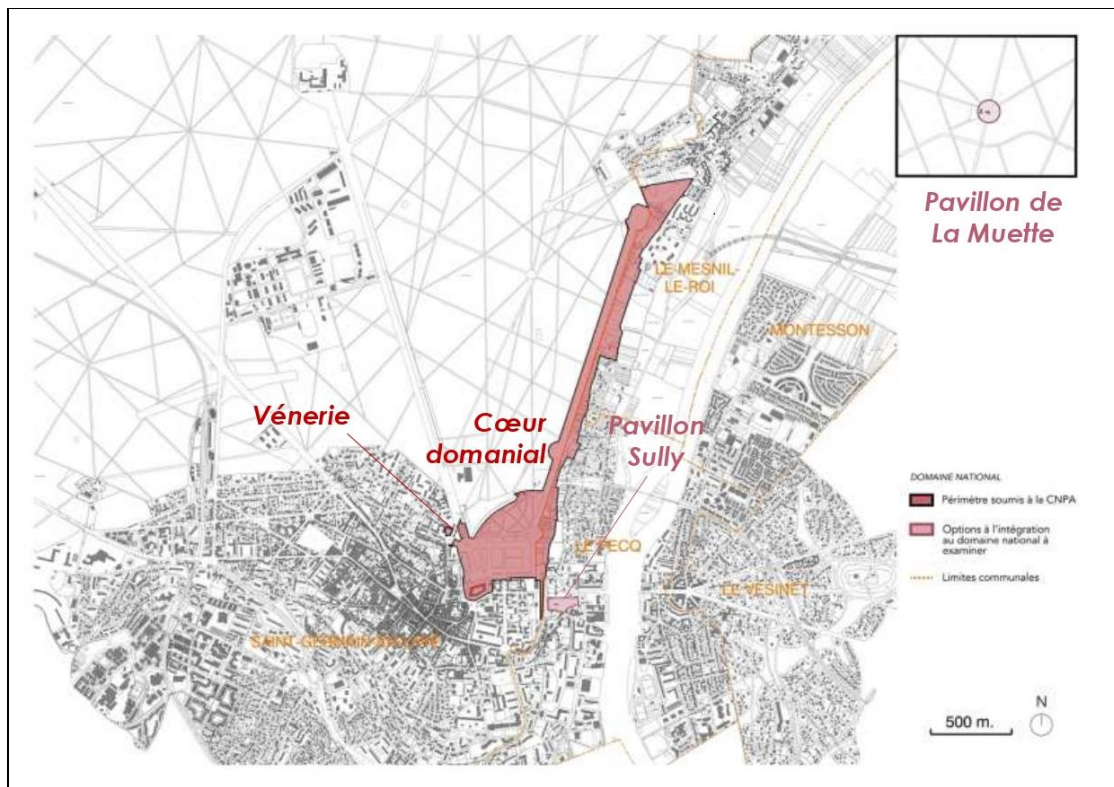 Pavillon de
La Muette
LE MESNIL-
LE-ROI
MONTESSON
Vénerie
Cœur
domanial
Pavillon
Sully
DOMAINE NATIONAL
Périmètre soumis à la CNPA
Options à l'intégration
au domaine national à
examiner
Limites communales
LE PECQ
LE VESINET
SAINT-GERMAIN-EN-LAYE
N
500 m.